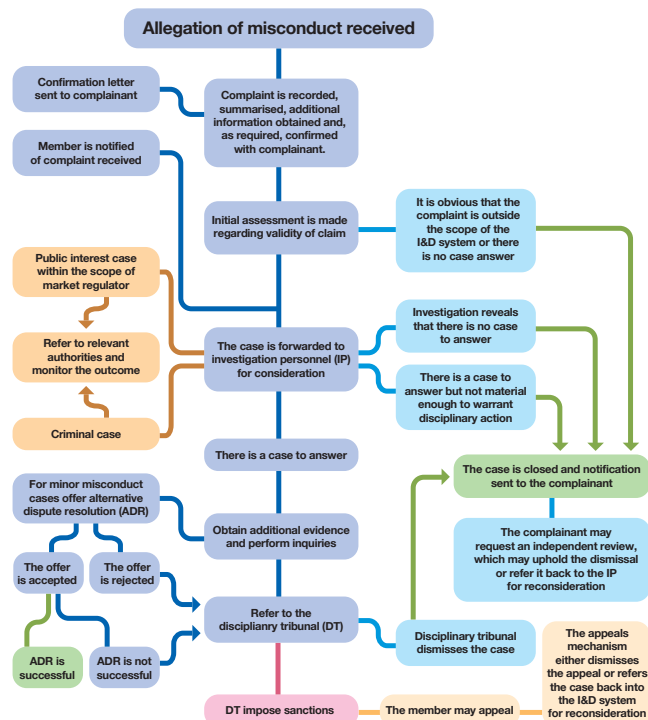 Allegation of misconduct received
Confirmation letter
sent to complainant
Complaint is recorded,
summarised, additional
information obtained and,
as required, confirmed
with complainant.
Member is notified
of complaint received
Initial assessment is made
regarding validity of claim
It is obvious that the
complaint is outside
the scope of the
I&D system or there
is no case answer
Public interest case
within the scope of
market regulator
Refer to relevant
authorities and
monitor the outcome
Criminal case
The case is forwarded to
investigation personnel (IP)
for consideration
Investigation reveals
that there is no case
to answer
There is a case to
answer but not material
enough to warrant
disciplinary action
There is a case to answer
The case is closed and notification
sent to the complainant
For minor misconduct
cases offer alternative
dispute resolution (ADR)
Obtain additional evidence
and perform inquiries
The complainant may
request an independent review,
which may uphold the dismissal
or refer it back to the IP
for reconsideration
The offer
is accepted
The offer
is rejected
Refer to the
disciplianry tribunal (DT)
Disciplinary tribunal
dismisses the case
ADR is
successful
ADR is not
successful
DT impose sanctions
The member may appeal
The appeals
mechanism
either dismisses
the appeal or refers
the case back into
the I&D system
for reconsideration